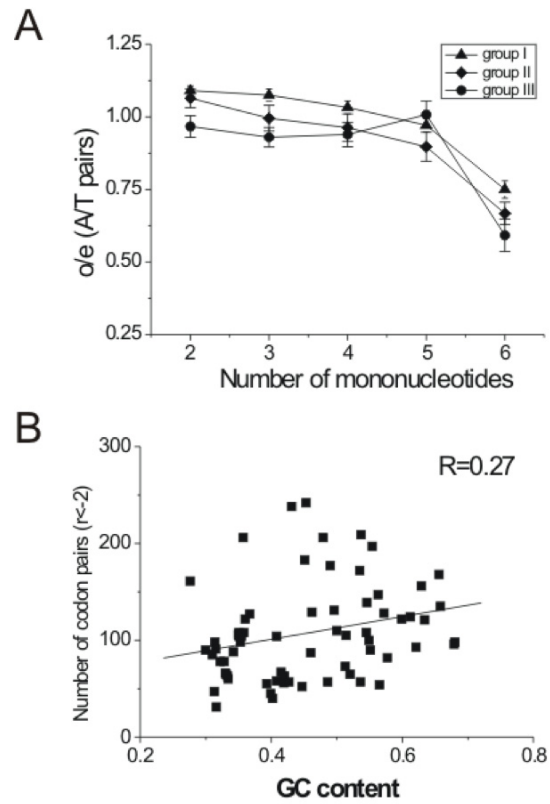 A
1.25
1.00
0.75
0.50
0.25
o/e (A/T pairs)
group I
group II
group III
2 3 4 5 6
Number of mononucleotides
B
300
200
100
0
Number of codon pairs (r<-2)
R=0.27
0.2 0.4 0.6 0.8
GC content